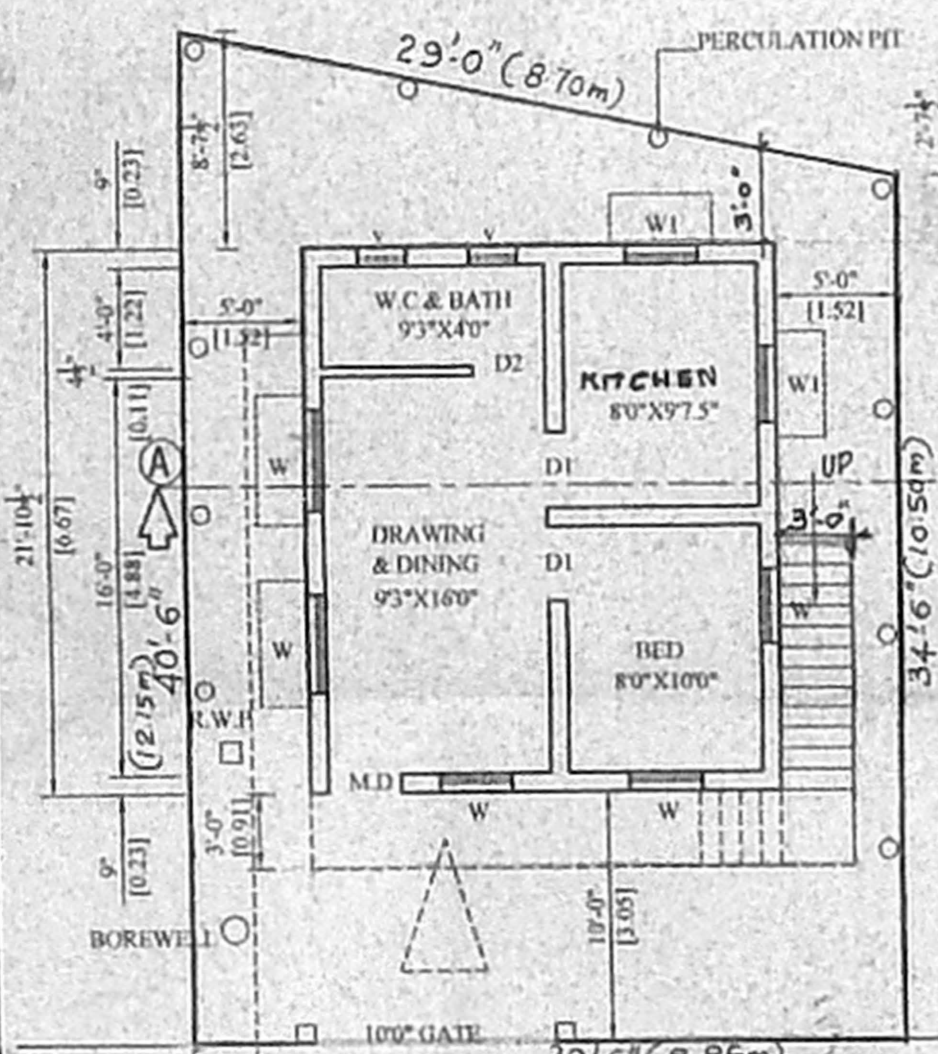 29'-0" (8.70m)
PERCULATION PIT
8'-7½"
[2.63]
2'-7½"
9"
[0.23]
3'-0"
W1
V
V
5'-0"
[1.52]
5'-0"
[1.52]
W.C & BATH
9'3"X4'0"
4'-0"
[1.22]
4½"
[0.11]
D2
KITCHEN
8'0"X9'7.5"
W1
A
W
D1
UP
21'-10½"
[6.67]
3'-0"
DRAWING
& DINING
9'3"X16'0"
D1
16'-0"
[4.88]
40'-6"
(12.15m)
34'6" (10.50m)
W
W
BED
8'0"X10'0"
R.W.P
M.D
W
W
3'-0"
[0.91]
9"
[0.23]
10'-0"
[3.05]
BOREWELL
10'0" GATE